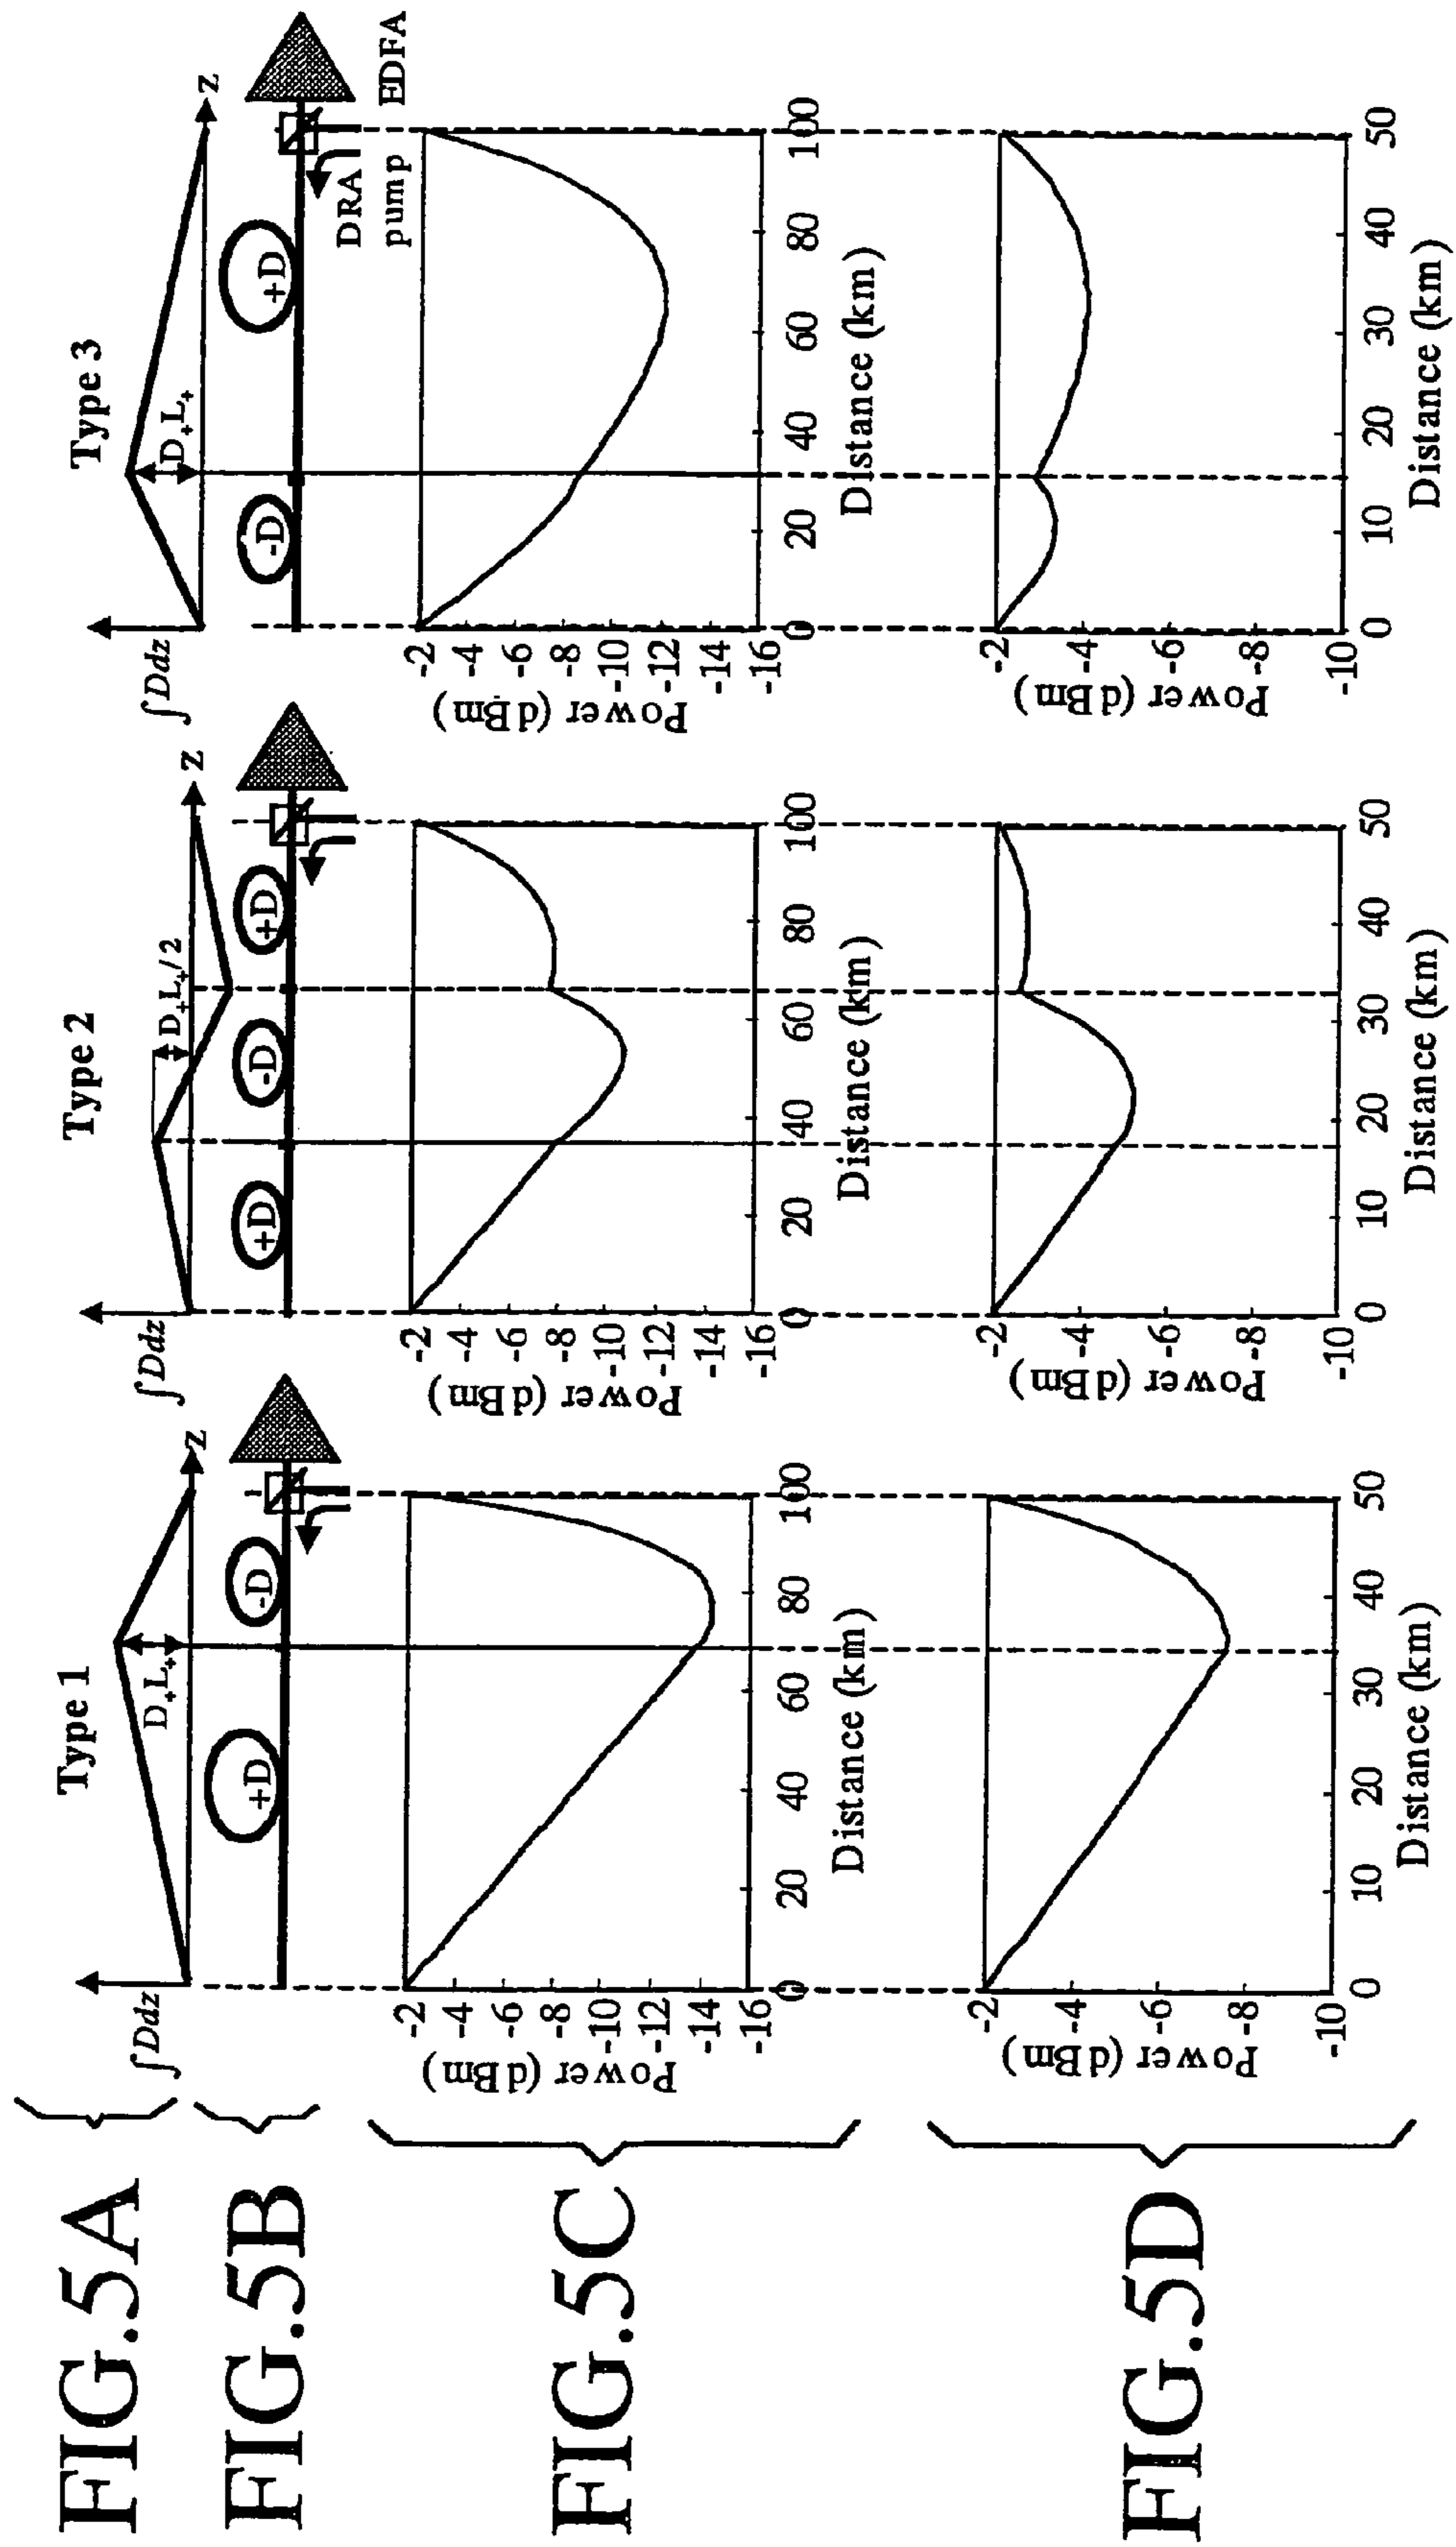 FIG.5A
Type 1
Type 2
Type 3
∫Ddz
D₊L₊
z
∫Ddz
D₊L₊/2
z
∫Ddz
D₊L₊
z
FIG.5B
+D
-D
+D
-D
+D
-D
+D
DRA
pump
EDFA
FIG.5C
Power (dBm)
-2
-4
-6
-8
-10
-12
-14
-16
0
20
40
60
80
100
Distance (km)
Power (dBm)
-2
-4
-6
-8
-10
-12
-14
-16
0
20
40
60
80
100
Distance (km)
Power (dBm)
-2
-4
-6
-8
-10
-12
-14
-16
0
20
40
60
80
100
Distance (km)
FIG.5D
Power (dBm)
-2
-4
-6
-8
-10
0
10
20
30
40
50
Distance (km)
Power (dBm)
-2
-4
-6
-8
-10
0
10
20
30
40
50
Distance (km)
Power (dBm)
-2
-4
-6
-8
-10
0
10
20
30
40
50
Distance (km)